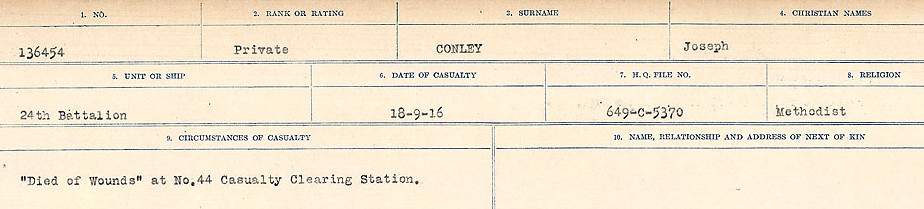 1. NO. 2. RANK OR RATING 3. SURNAME 4. CHRISTIAN NAMES
136454 Private CONLEY Joseph
5. UNIT OR SHIP 6. DATE OF CASUALTY 7. H.Q. FILE NO. 8. RELIGION
24th Battalion 18-9-16 649-C-5370 Methodist
9. CIRCUMSTANCES OF CASUALTY 10. NAME, RELATIONSHIP AND ADDRESS OF NEXT OF KIN
"Died of Wounds" at No.44 Casualty Clearing Station.